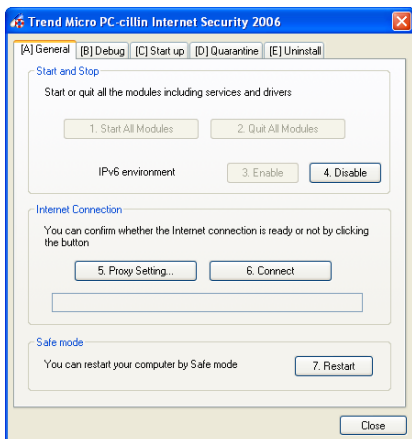 Trend Micro PC-cillin Internet Security 2006
[A] General [B] Debug [C] Start up [D] Quarantine [E] Uninstall
Start and Stop
Start or quit all the modules including services and drivers
1. Start All Modules 2. Quit All Modules
IPv6 environment 3. Enable 4. Disable
Internet Connection
You can confirm whether the Internet connection is ready or not by clicking
the button
5. Proxy Setting... 6. Connect
Safe mode
You can restart your computer by Safe mode 7. Restart
Close